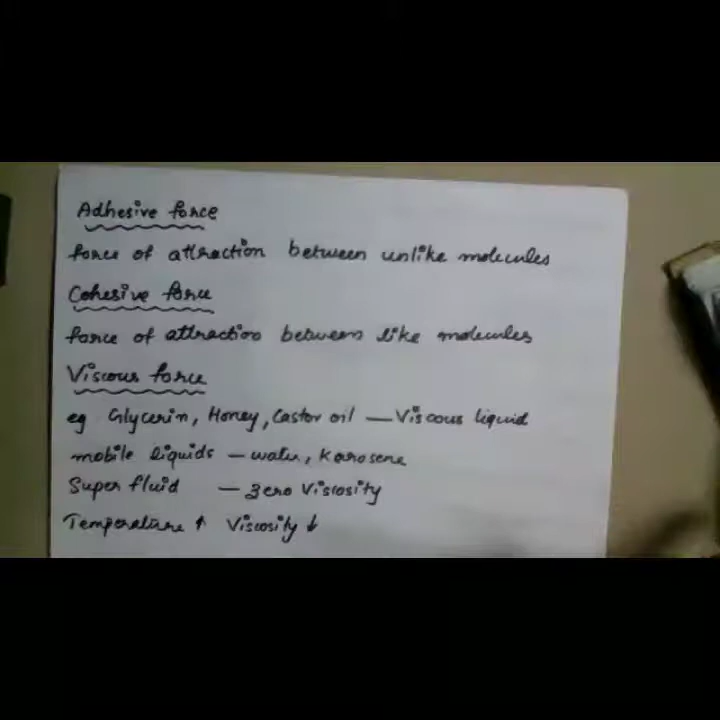 Adhesive force
force of attraction between unlike molecules
Cohesive force
force of attraction between like molecules
Viscous force
eg Glycerin, Honey, Castor oil — Viscous liquid
mobile liquids — water, Karosene
Super fluid — zero Viscosity
Temperature ↑ Viscosity ↓